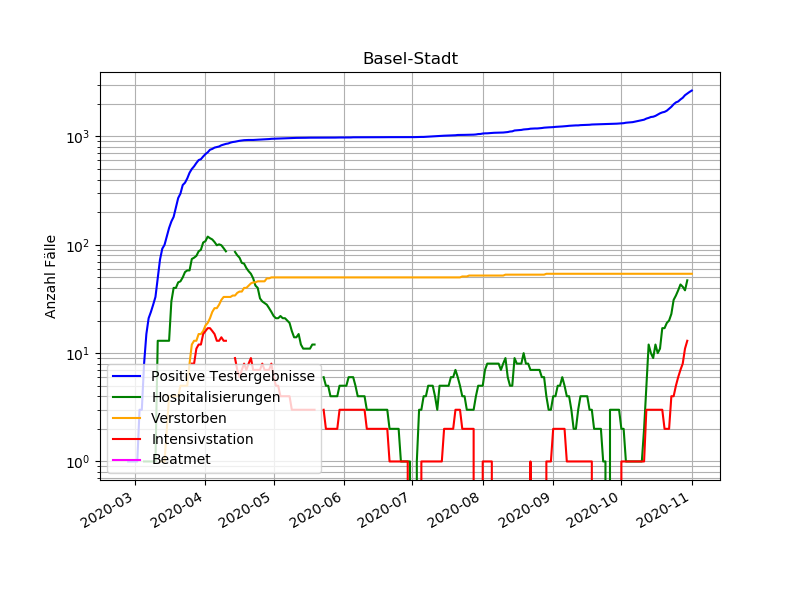 Basel-Stadt
Anzahl Fälle
10³
10²
10¹
10⁰
Positive Testergebnisse
Hospitalisierungen
Verstorben
Intensivstation
Beatmet
2020-03
2020-04
2020-05
2020-06
2020-07
2020-08
2020-09
2020-10
2020-11